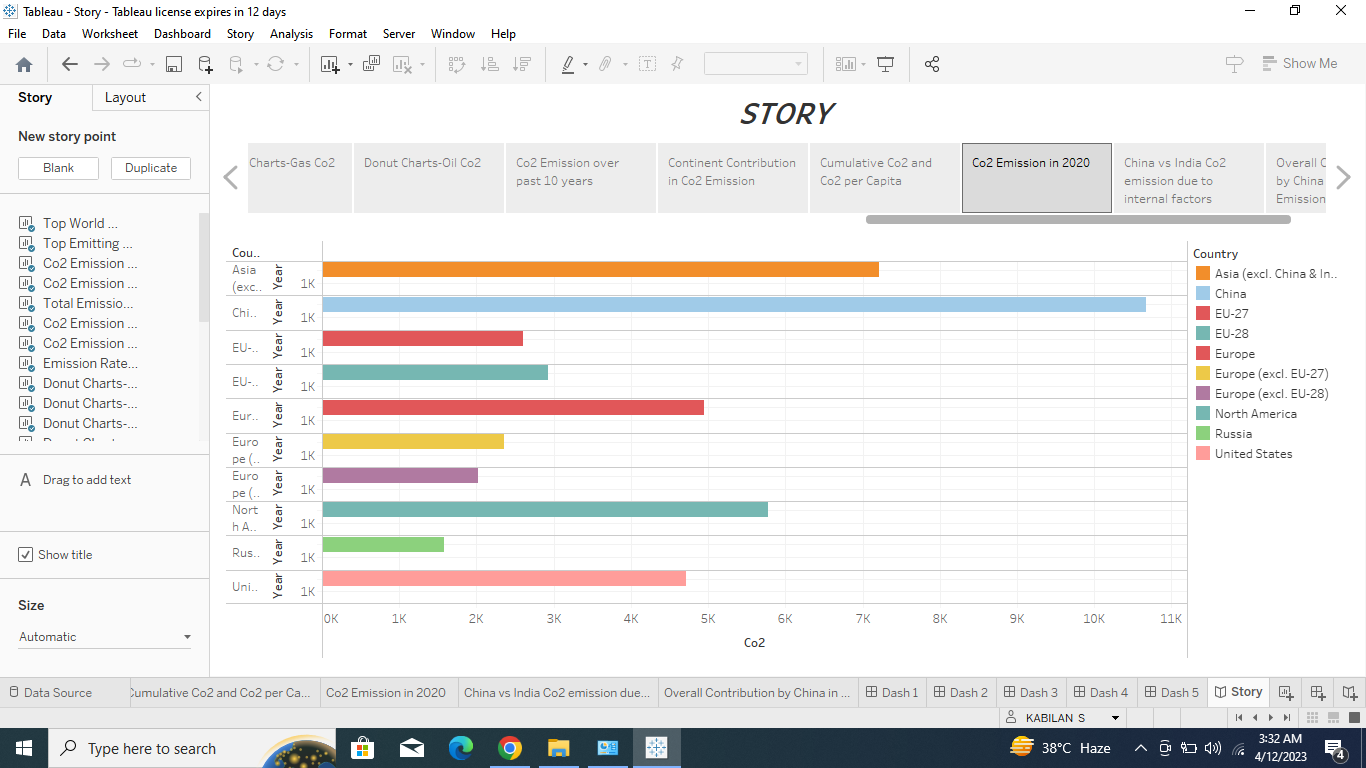 Tableau - Story - Tableau license expires in 12 days
File Data Worksheet Dashboard Story Analysis Format Server Window Help
Show Me
Story Layout
New story point
Blank Duplicate
Top World ...
Top Emitting ...
Co2 Emission ...
Co2 Emission ...
Total Emissio...
Co2 Emission ...
Co2 Emission ...
Emission Rate...
Donut Charts-...
Donut Charts-...
Donut Charts-...
A Drag to add text
Show title
Size
Automatic
STORY
Charts-Gas Co2
Donut Charts-Oil Co2
Co2 Emission over
past 10 years
Continent Contribution
in Co2 Emission
Cumulative Co2 and
Co2 per Capita
Co2 Emission in 2020
China vs India Co2
emission due to
internal factors
Overall C
by China
Emission
Cou..
Asia
(exc..
Year
1K
Chi..
Year
1K
EU-..
Year
1K
EU-..
Year
1K
Eur..
Year
1K
Euro
pe (..
Year
1K
Euro
pe (..
Year
1K
Nort
h A..
Year
1K
Rus..
Year
1K
Uni..
Year
1K
0K 1K 2K 3K 4K 5K 6K 7K 8K 9K 10K 11K
Co2
Country
Asia (excl. China & In..
China
EU-27
EU-28
Europe
Europe (excl. EU-27)
Europe (excl. EU-28)
North America
Russia
United States
Data Source Cumulative Co2 and Co2 per Ca... Co2 Emission in 2020 China vs India Co2 emission due... Overall Contribution by China in ... Dash 1 Dash 2 Dash 3 Dash 4 Dash 5 Story
KABILAN S
Type here to search
38°C Haze
3:32 AM
4/12/2023
4